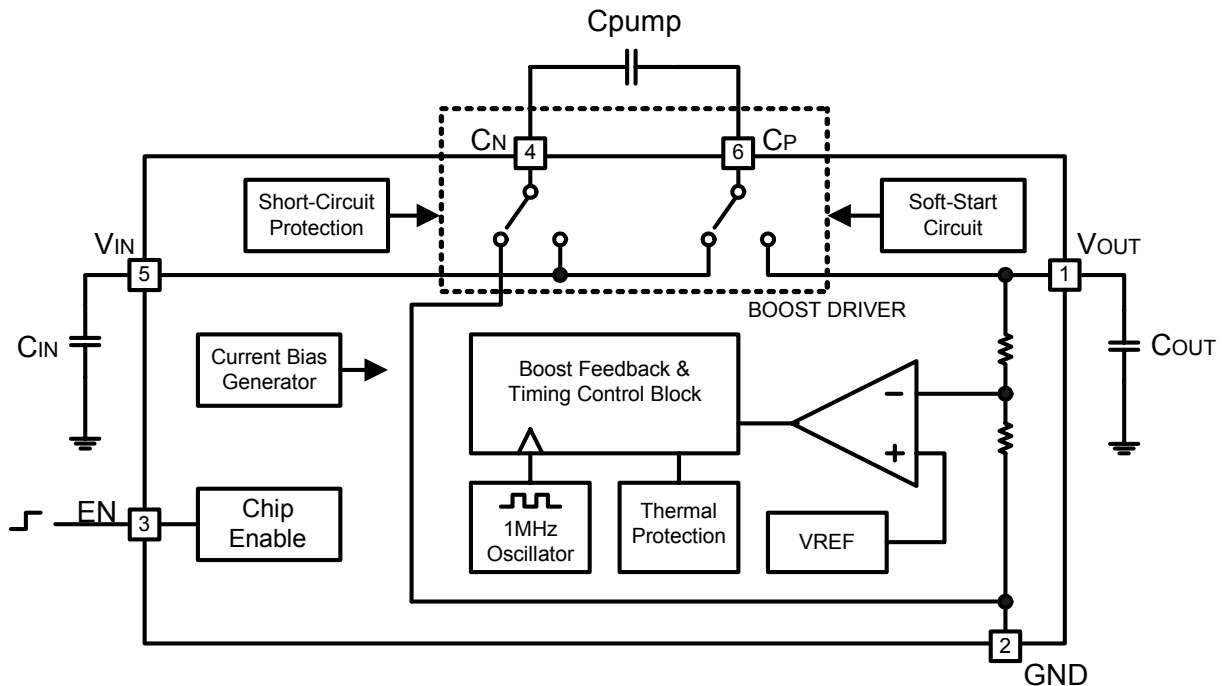 Cpump
CN
4
6
CP
Short-Circuit
Protection
Soft-Start
Circuit
VIN
5
VOUT
1
BOOST DRIVER
CIN
Current Bias
Generator
Boost Feedback &
Timing Control Block
−
+
COUT
EN
3
Chip
Enable
1MHz
Oscillator
Thermal
Protection
VREF
2
GND